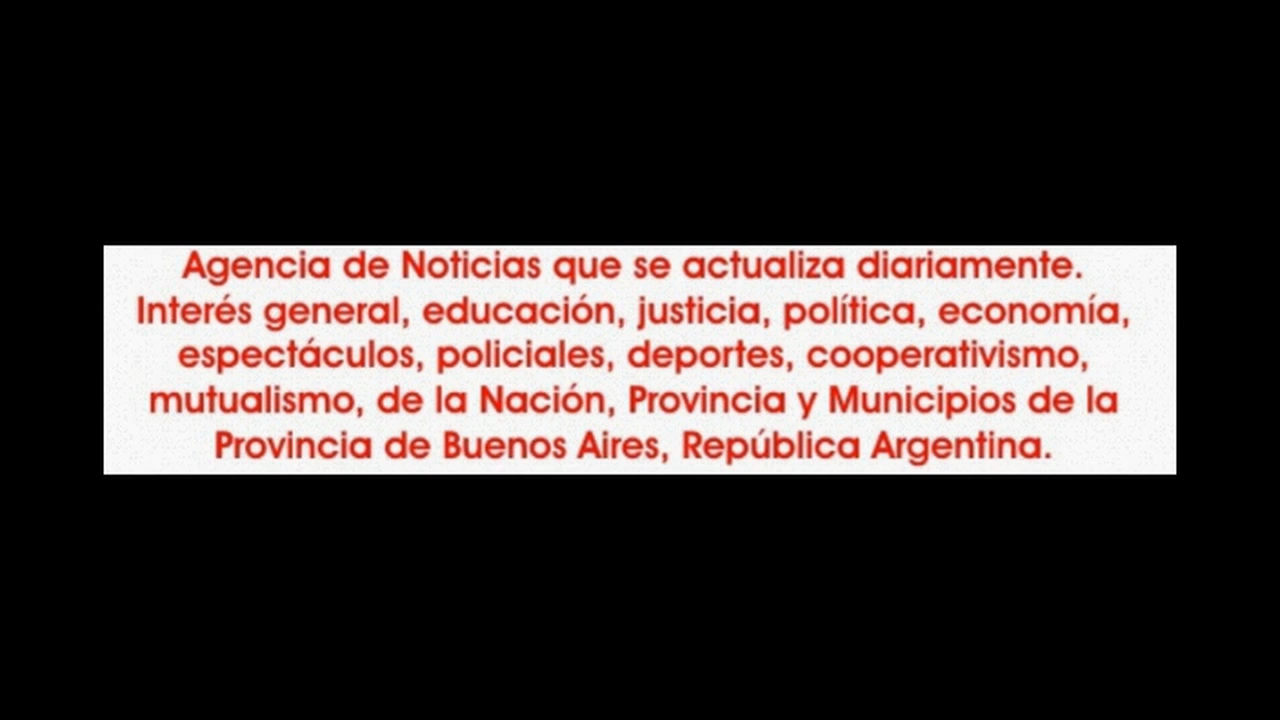 Agencia de Noticias que se actualiza diariamente.
Interés general, educación, justicia, política, economía,
espectáculos, policiales, deportes, cooperativismo,
mutualismo, de la Nación, Provincia y Municipios de la
Provincia de Buenos Aires, República Argentina.